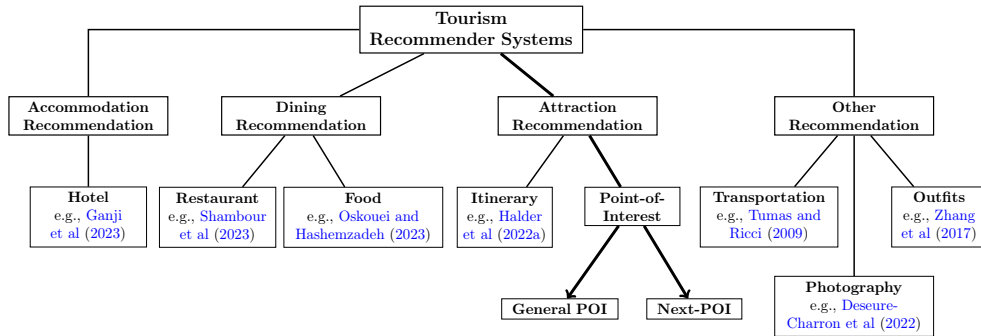 Tourism
Recommender Systems
Accommodation
Recommendation
Dining
Recommendation
Attraction
Recommendation
Other
Recommendation
Hotel
e.g., Ganji
et al (2023)
Restaurant
e.g., Shambour
et al (2023)
Food
e.g., Oskouei and
Hashemzadeh (2023)
Itinerary
e.g., Halder
et al (2022a)
Point-of-
Interest
Transportation
e.g., Tumas and
Ricci (2009)
Outfits
e.g., Zhang
et al (2017)
General POI
Next-POI
Photography
e.g., Deseure-
Charron et al (2022)